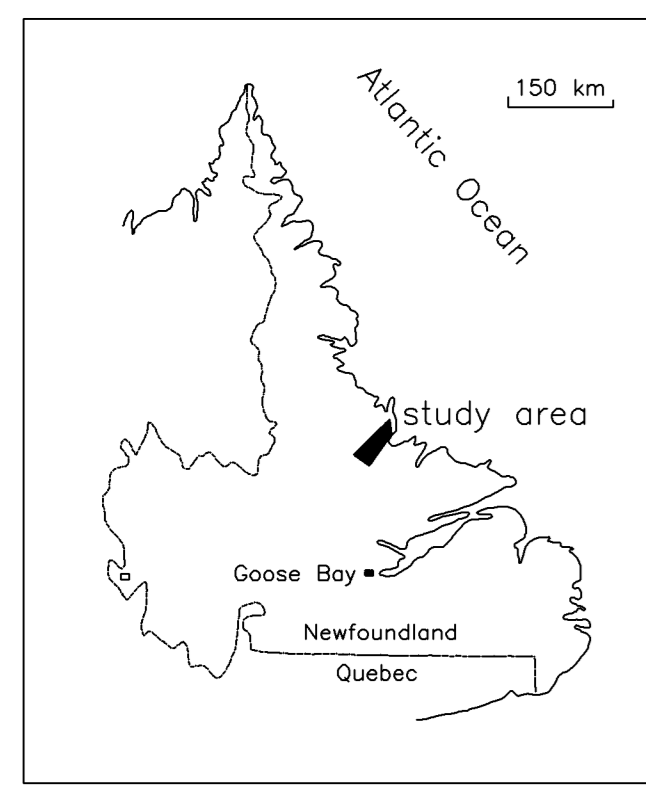 150 km
Atlantic Ocean
study area
Goose Bay
Newfoundland
Quebec